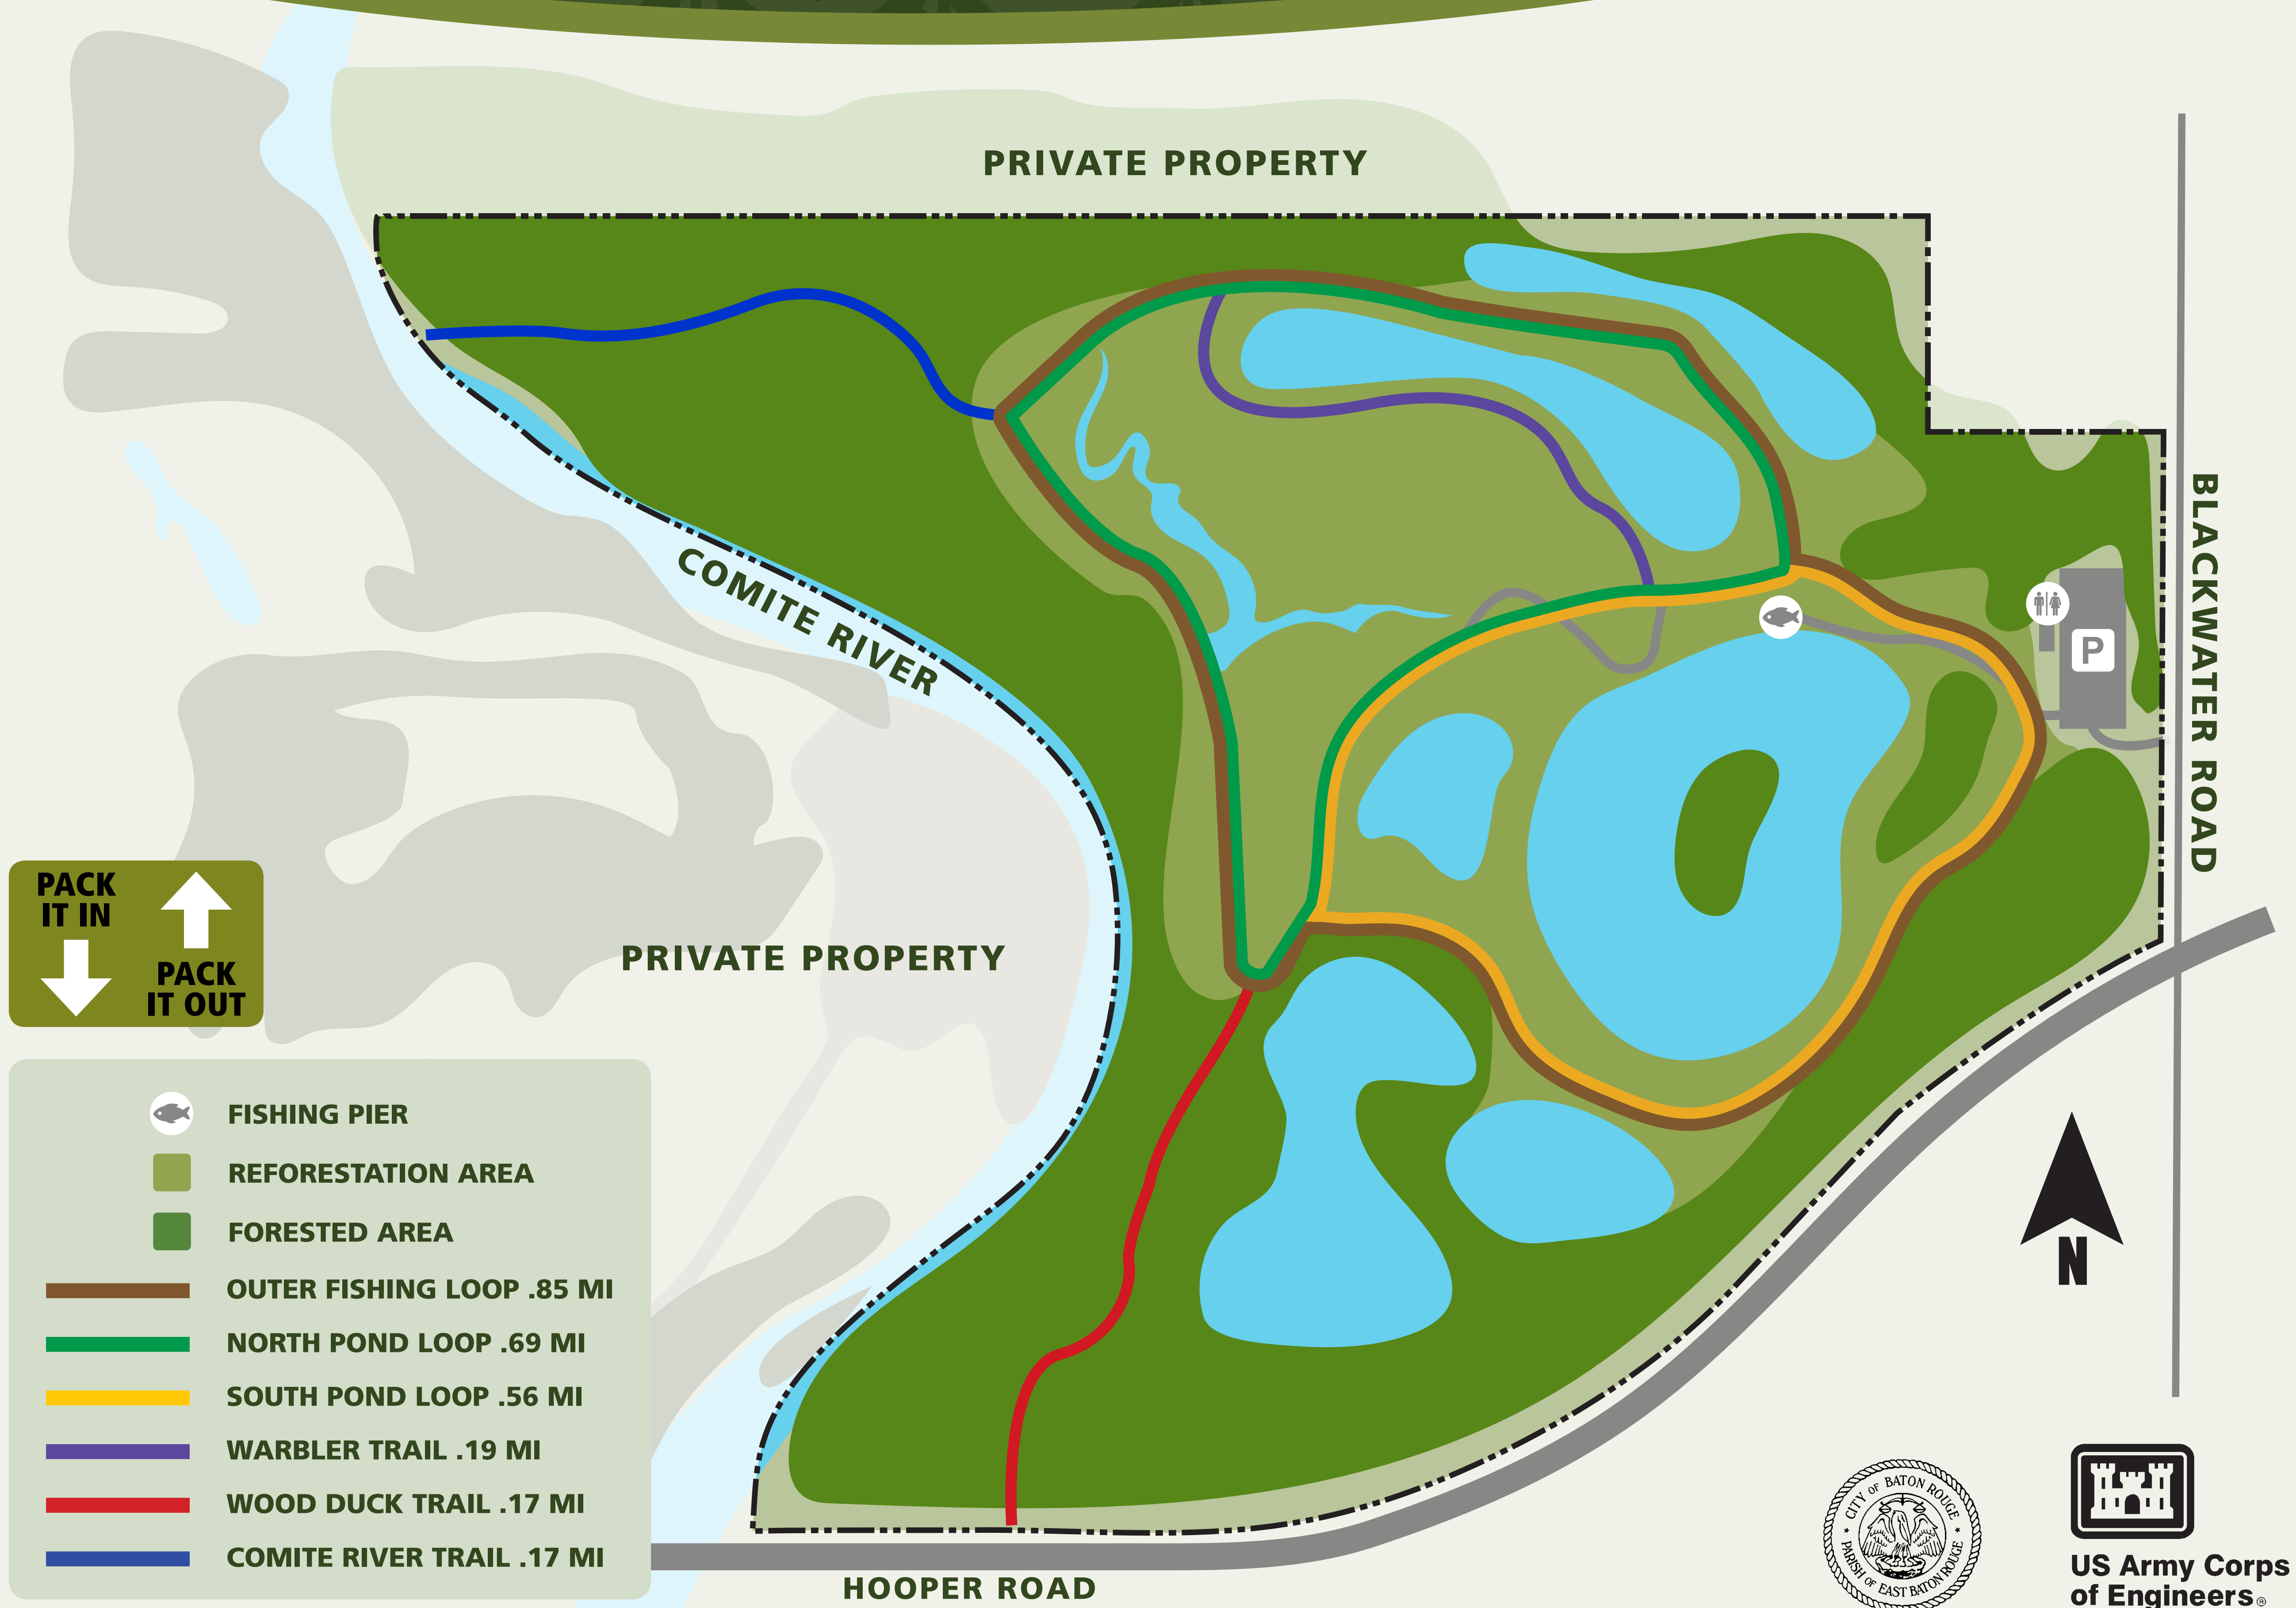 PRIVATE PROPERTY
BLACKWATER ROAD
COMITE RIVER
P
PRIVATE PROPERTY
PACK
IT IN
PACK
IT OUT
FISHING PIER
REFORESTATION AREA
FORESTED AREA
OUTER FISHING LOOP .85 MI
NORTH POND LOOP .69 MI
SOUTH POND LOOP .56 MI
WARBLER TRAIL .19 MI
WOOD DUCK TRAIL .17 MI
COMITE RIVER TRAIL .17 MI
N
HOOPER ROAD
CITY OF BATON ROUGE
PARISH OF EAST BATON ROUGE
US Army Corps
of Engineers®